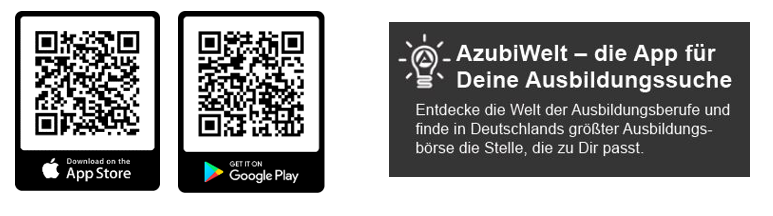 Download on the
App Store
GET IT ON
Google Play
AzubiWelt – die App für
Deine Ausbildungssuche
Entdecke die Welt der Ausbildungsberufe und
finde in Deutschlands größter Ausbildungs-
börse die Stelle, die zu Dir passt.